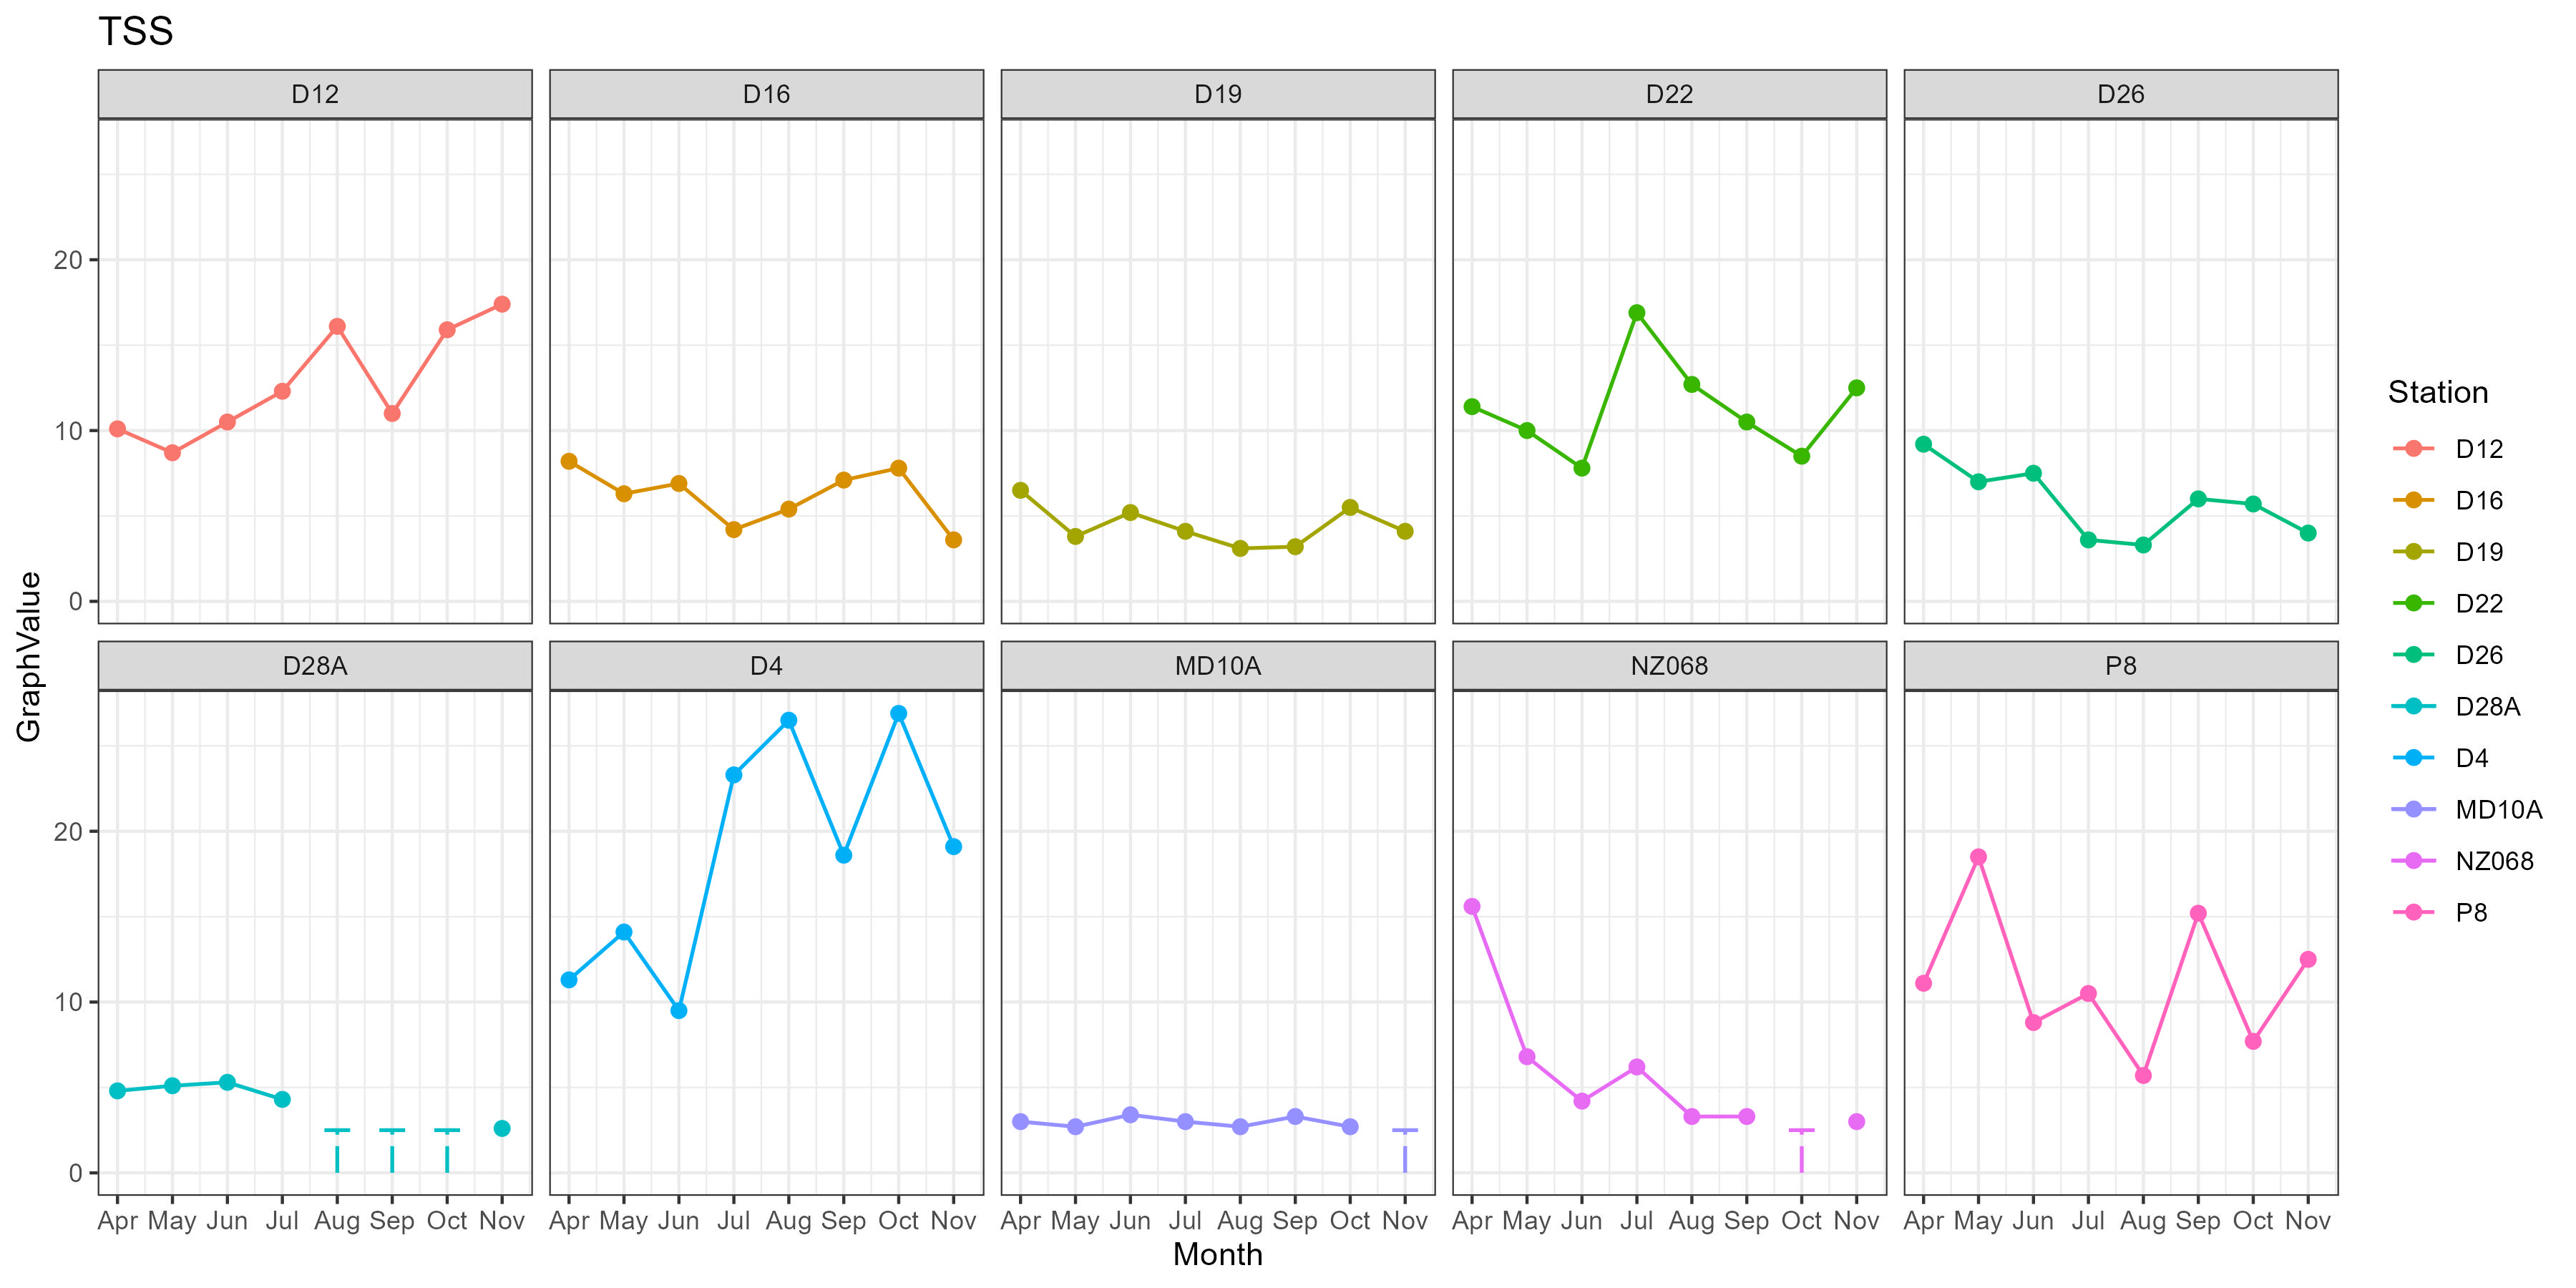 TSS
D12 D16 D19 D22 D26
20
10
0
D28A D4 MD10A NZ068 P8
20
10
0
Apr May Jun Jul Aug Sep Oct Nov Apr May Jun Jul Aug Sep Oct Nov Apr May Jun Jul Aug Sep Oct Nov Apr May Jun Jul Aug Sep Oct Nov Apr May Jun Jul Aug Sep Oct Nov
Month
GraphValue
Station
D12
D16
D19
D22
D26
D28A
D4
MD10A
NZ068
P8